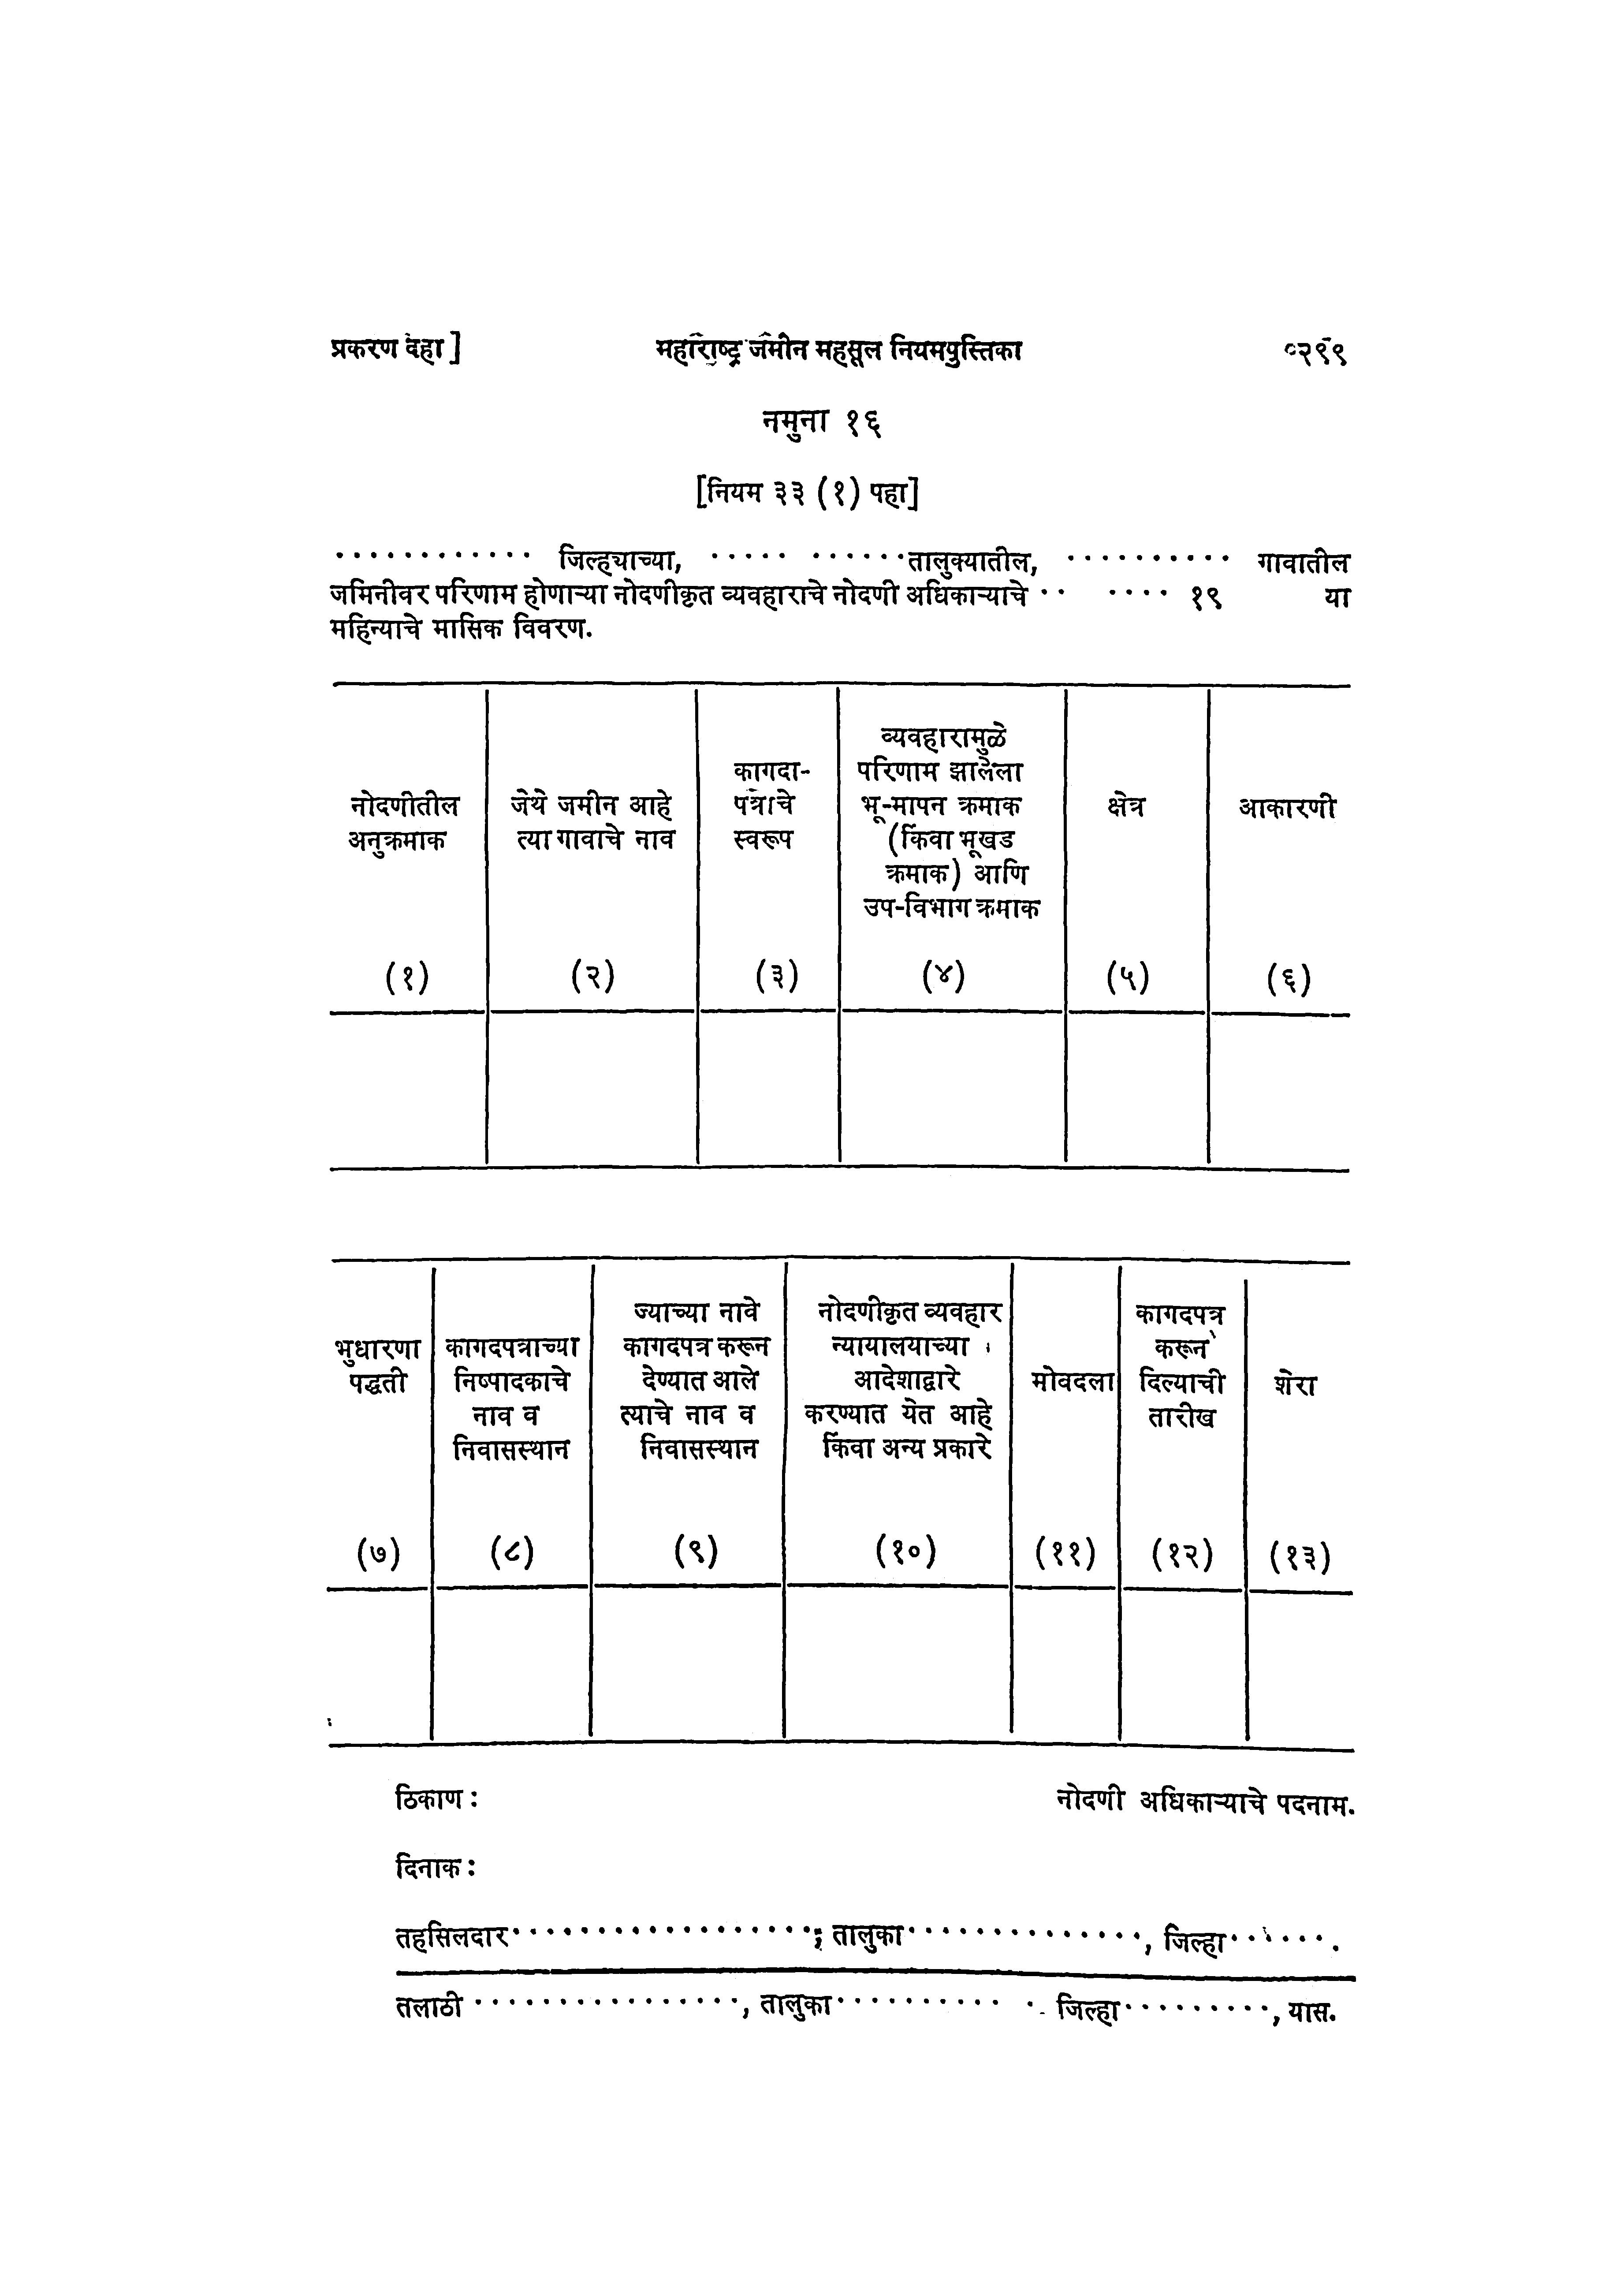 प्रकरण दहा] महाराष्ट्र जमीन महसूल नियमपुस्तिका २९९
नमुना १६
[नियम ३३ (१) पहा]
············ जिल्ह्याच्या, ····· ······तालुक्यातील, ·········· गावातील
जमिनीवर परिणाम होणाऱ्या नोदणीकृत व्यवहाराचे नोदणी अधिकाऱ्याचे ·· ···· १९ या
महिन्याचे मासिक विवरण.
नोदणीतील
अनुक्रमाक
(१)
जेथे जमीन आहे
त्या गावाचे नाव
(२)
कागदा-
पत्राचे
स्वरूप
(३)
व्यवहारामुळे
परिणाम झालेला
भू-मापन क्रमाक
(किंवा भूखड
क्रमाक) आणि
उप-विभाग क्रमाक
(४)
क्षेत्र
(५)
आकारणी
(६)
भुधारणा
पद्धती
(७)
कागदपत्राच्या
निष्पादकाचे
नाव व
निवासस्थान
(८)
ज्याच्या नावे
कागदपत्र करून
देण्यात आले
त्याचे नाव व
निवासस्थान
(९)
नोदणीकृत व्यवहार
न्यायालयाच्या
आदेशाद्वारे
करण्यात येत आहे
किंवा अन्य प्रकारे
(१०)
मोवदला
(११)
कागदपत्र
करून
दिल्याची
तारीख
(१२)
शेरा
(१३)
ठिकाण : नोदणी अधिकाऱ्याचे पदनाम.
दिनाक :
तहसिलदार··················, तालुका··············, जिल्हा······.
तलाठी ················, तालुका·········· · जिल्हा·········, यास.